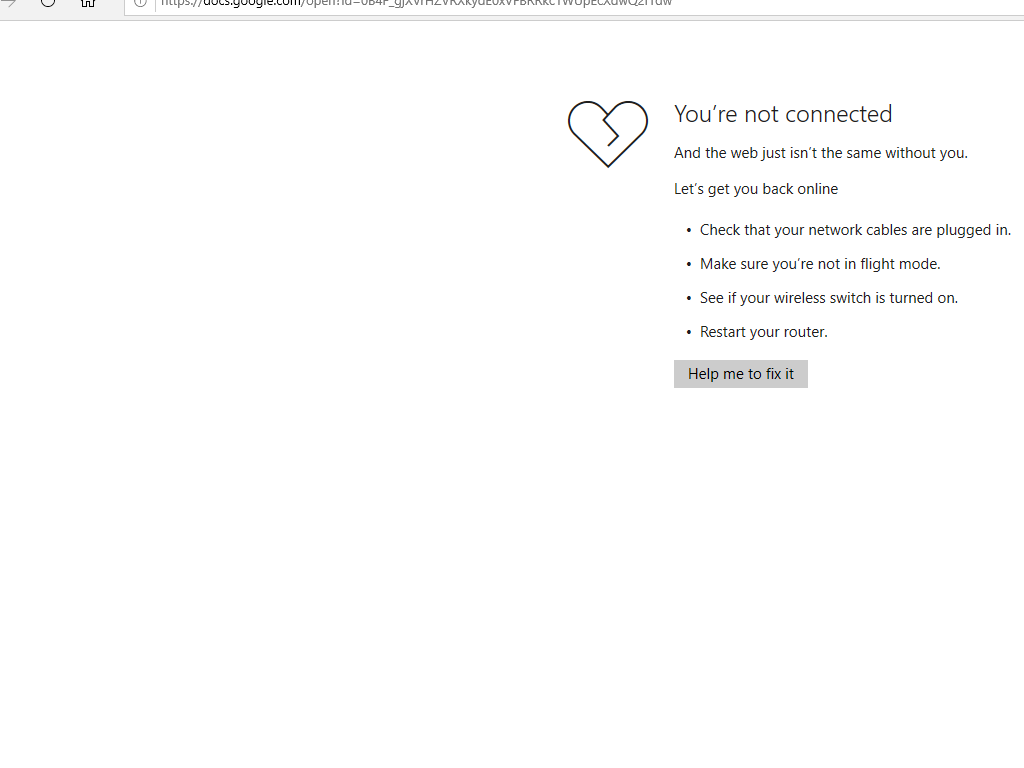 https://docs.google.com/open?id=
You're not connected
And the web just isn't the same without you.
Let's get you back online
• Check that your network cables are plugged in.
• Make sure you're not in flight mode.
• See if your wireless switch is turned on.
• Restart your router.
Help me to fix it